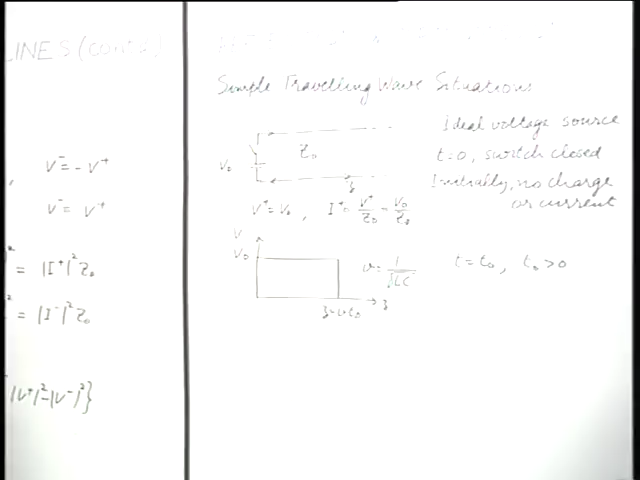 LINES (contd)
V⁻ = - V⁺
V⁻ = V⁺
= |I⁺|² Z₀
= |I⁻|² Z₀
|V⁺|² - |V⁻|²}
Simple Travelling Wave Situations
Ideal voltage source
Z₀
t=0, switch closed
V₀
Initially, no charge
or current
z
V⁺ = V₀ , I⁺ = V⁺/Z₀ = V₀/Z₀
V
V₀
v = 1/√LC
t = t₀, t₀ > 0
z = vt₀
z